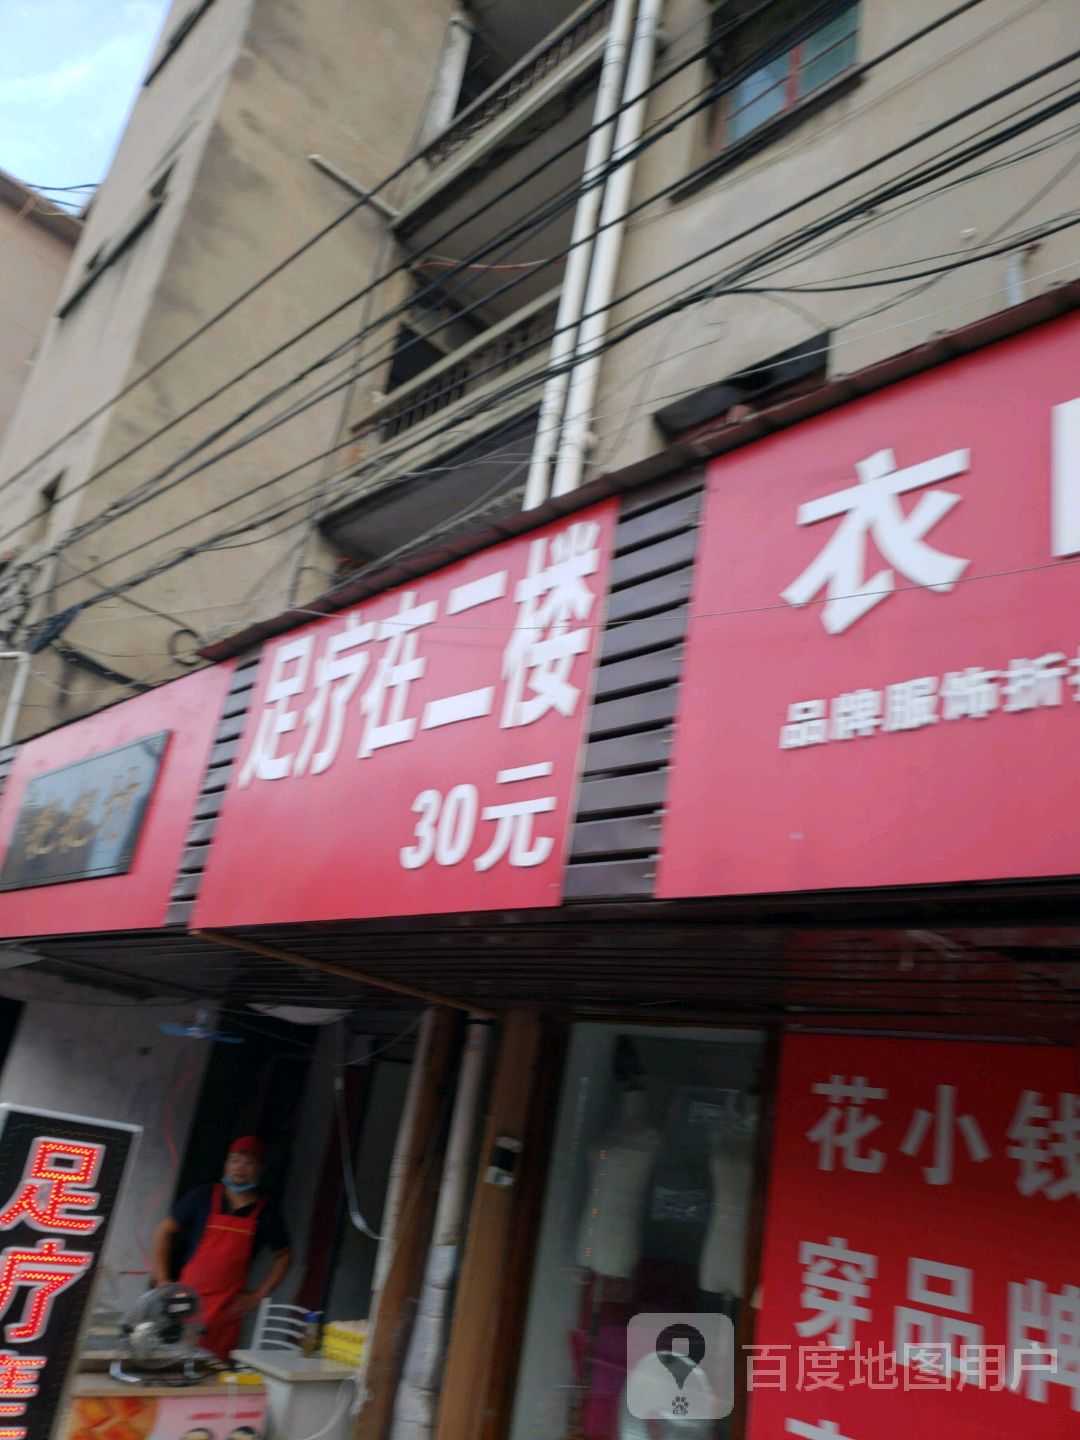 足疗在二楼
30元
衣
品牌服饰折
足疗
花小钱
穿品牌
百度地图用户